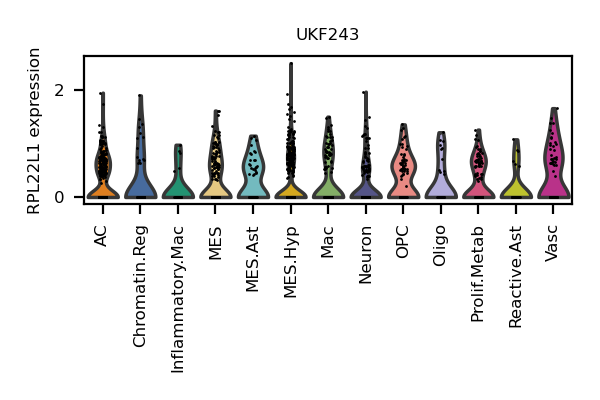 UKF243
RPL22L1 expression
2
0
AC
Chromatin.Reg
Inflammatory.Mac
MES
MES.Ast
MES.Hyp
Mac
Neuron
OPC
Oligo
Prolif.Metab
Reactive.Ast
Vasc